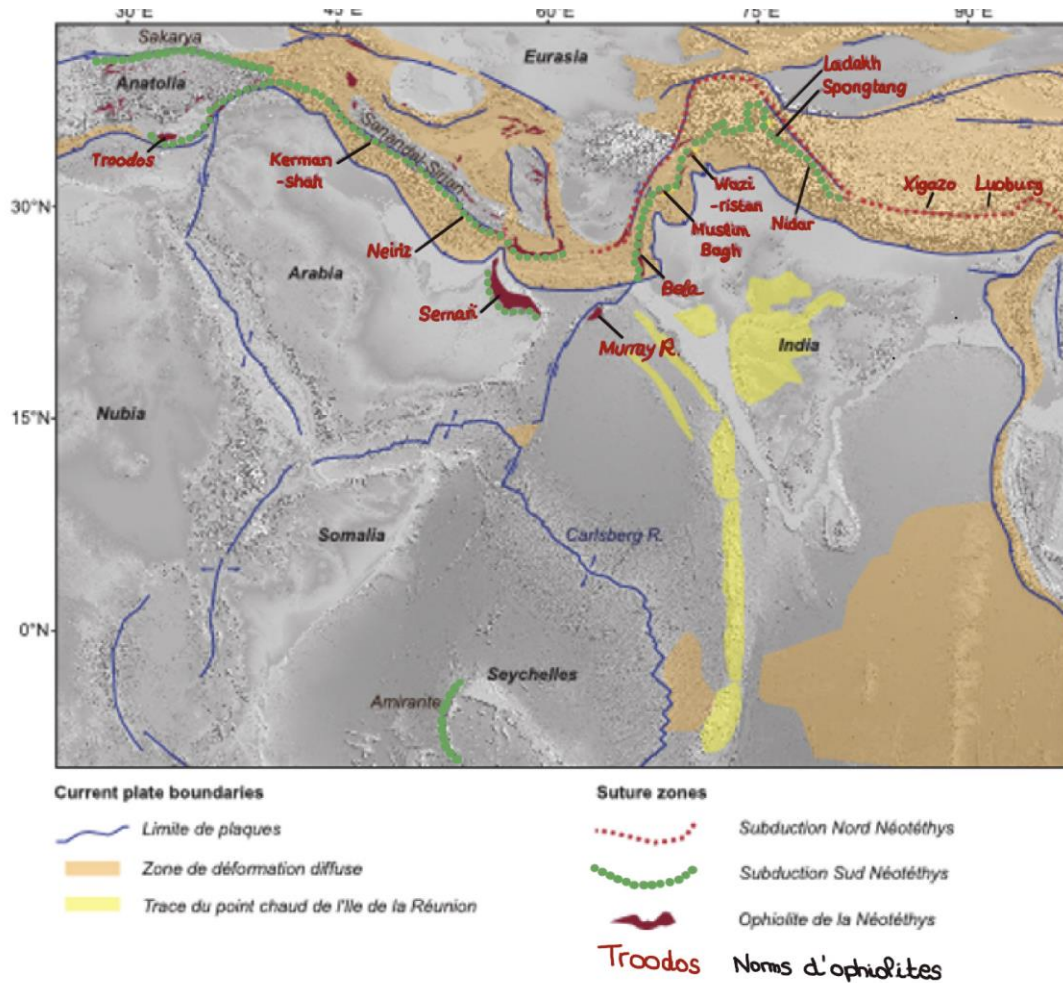 30°E 45°E 60°E 75°E 90°E
Sakarya
Eurasia
Ladakh
Spongtang
Anatolia
Troodos
Kerman
-shah
Sanandaj-Sirjan
Wazi
-ristan
Xigazo
Luobusg
30°N
Neiriz
Muslim
Bagh
Nidar
Arabia
Bela
Semaïl
Murray R.
India
Nubia
15°N
Somalia
Carlsberg R.
0°N
Seychelles
Amirante
Current plate boundaries
Limite de plaques
Zone de déformation diffuse
Trace du point chaud de l'Ile de la Réunion
Suture zones
Subduction Nord Néotéthys
Subduction Sud Néotéthys
Ophiolite de la Néotéthys
Troodos Noms d'ophiolites